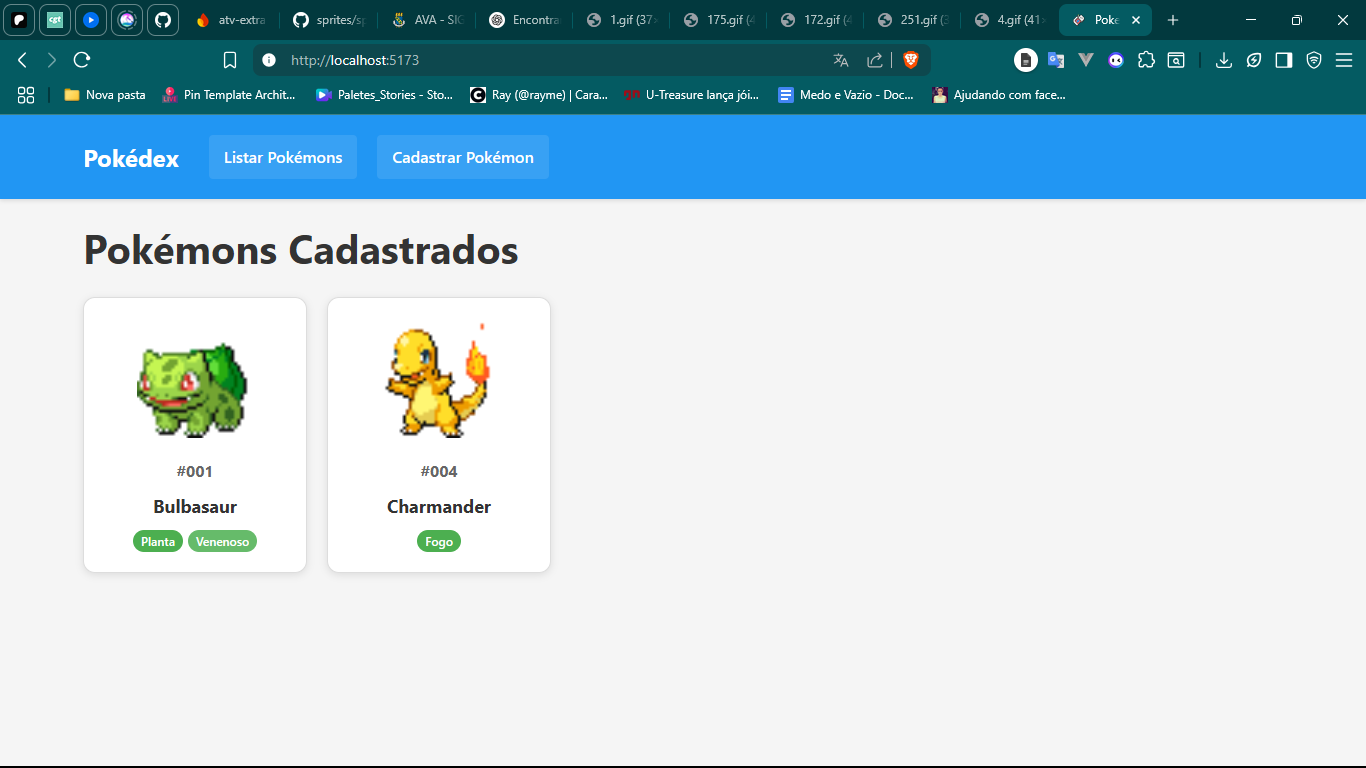 atv-extra
sprites/sp
AVA - SIG
Encontra
1.gif (37×
175.gif (4
172.gif (4
251.gif (3
4.gif (41×
Poke
http://localhost:5173
Nova pasta
Pin Template Archit...
Paletes_Stories - Sto...
Ray (@rayme) | Cara...
U-Treasure lança jói...
Medo e Vazio - Doc...
Ajudando com face...
Pokédex
Listar Pokémons
Cadastrar Pokémon
Pokémons Cadastrados
#001
Bulbasaur
Planta
Venenoso
#004
Charmander
Fogo